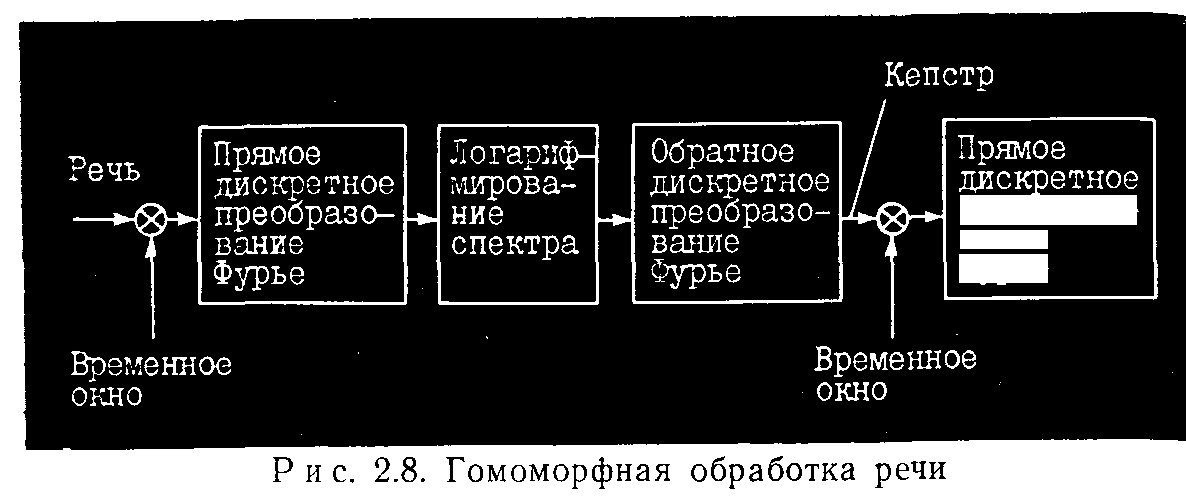 Кепстр
Речь
Прямое
дискретное
преобразо-
вание
Фурье
Логариф-
мирова-
ние
спектра
Обратное
дискретное
преобразо-
вание
Фурье
Прямое
дискретное
Временное
окно
Временное
окно
Рис. 2.8. Гомоморфная обработка речи